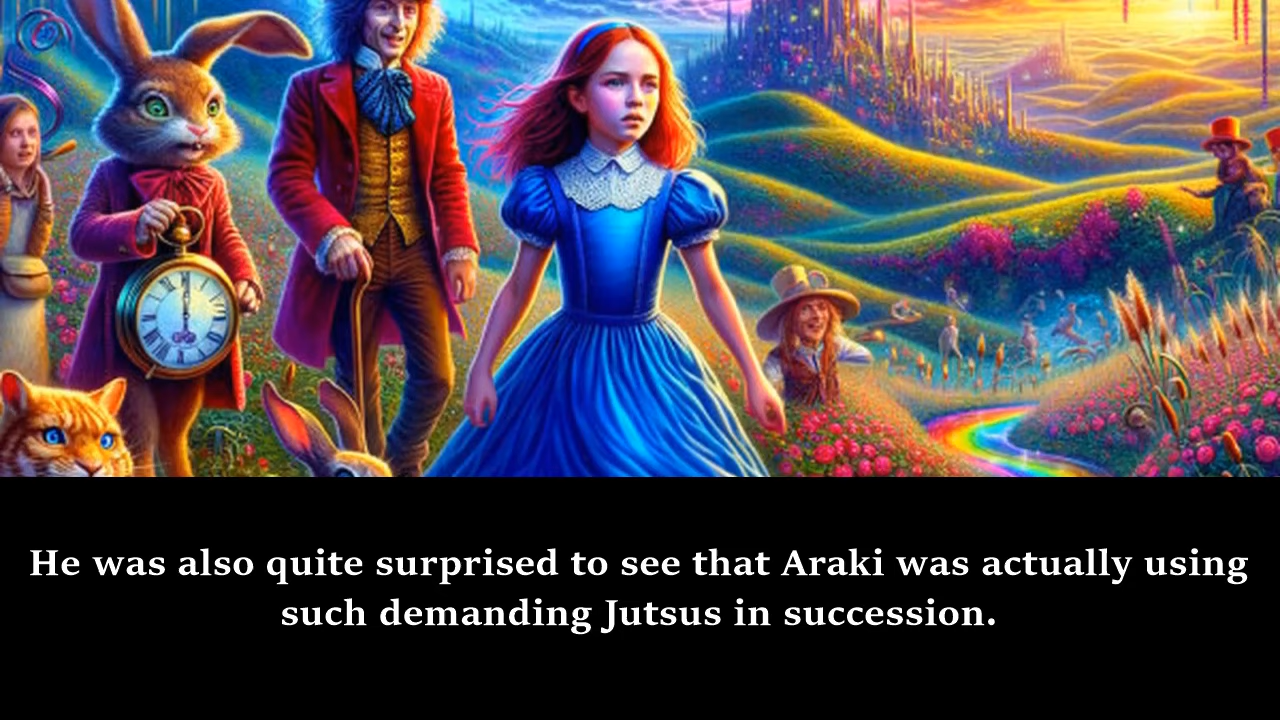 He was also quite surprised to see that Araki was actually using
such demanding Jutsus in succession.